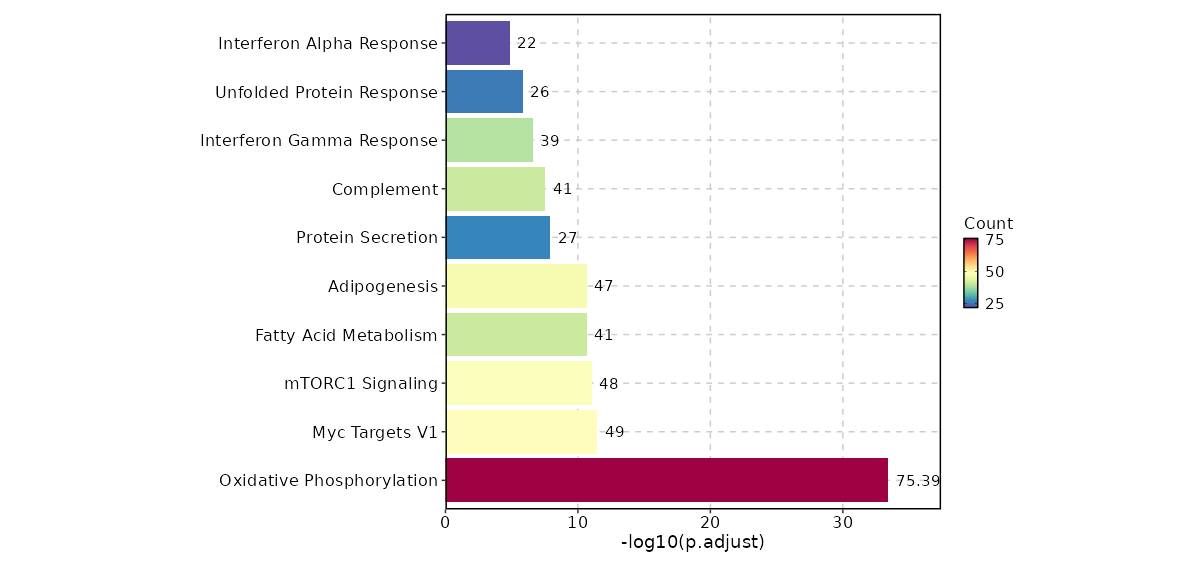 Interferon Alpha Response
22
Unfolded Protein Response
26
Interferon Gamma Response
39
Complement
41
Protein Secretion
27
Adipogenesis
47
Fatty Acid Metabolism
41
mTORC1 Signaling
48
Myc Targets V1
49
Oxidative Phosphorylation
75.39
0
10
20
30
-log10(p.adjust)
Count
75
50
25